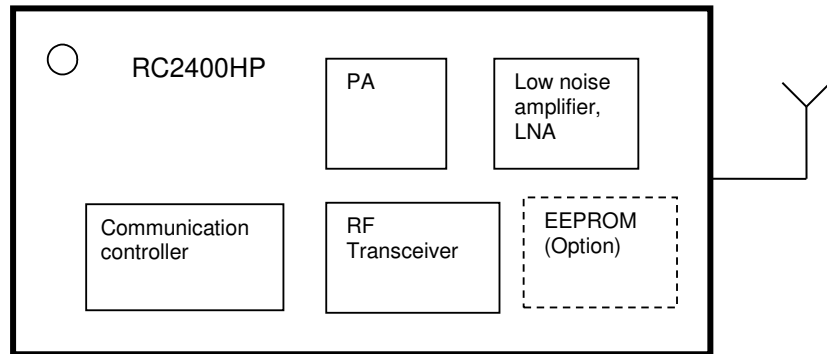 RC2400HP
PA
Low noise
amplifier,
LNA
Communication
controller
RF
Transceiver
EEPROM
(Option)